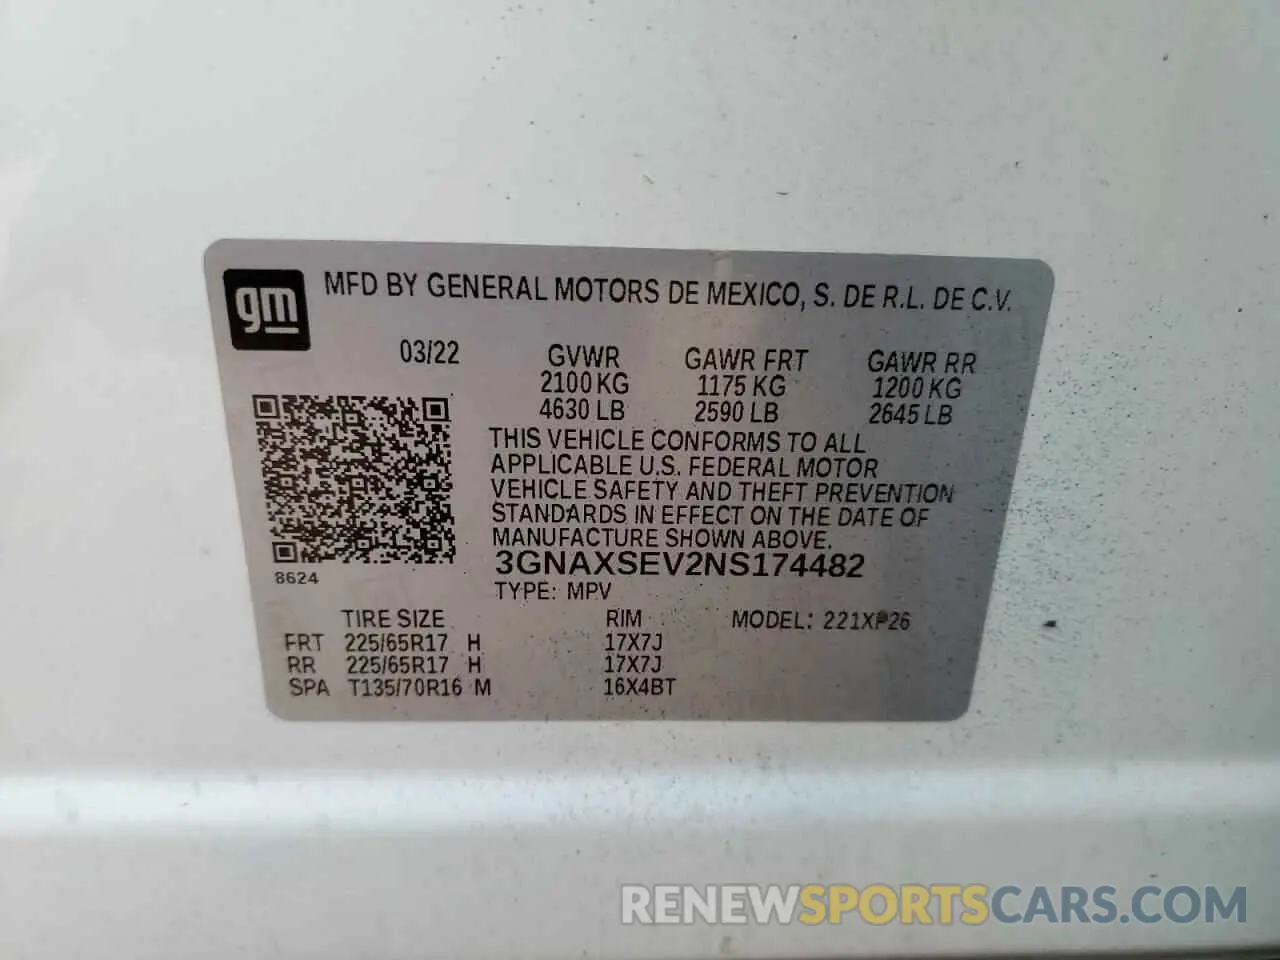 gm
MFD BY GENERAL MOTORS DE MEXICO, S. DE R.L. DE C.V.
03/22
GVWR GAWR FRT GAWR RR
2100 KG 1175 KG 1200 KG
4630 LB 2590 LB 2645 LB
THIS VEHICLE CONFORMS TO ALL
APPLICABLE U.S. FEDERAL MOTOR
VEHICLE SAFETY AND THEFT PREVENTION
STANDARDS IN EFFECT ON THE DATE OF
MANUFACTURE SHOWN ABOVE.
3GNAXSEV2NS174482
8624
TYPE: MPV
TIRE SIZE RIM MODEL: 221XP26
FRT 225/65R17 H 17X7J
RR 225/65R17 H 17X7J
SPA T135/70R16 M 16X4BT
RENEWSPORTSCARS.COM